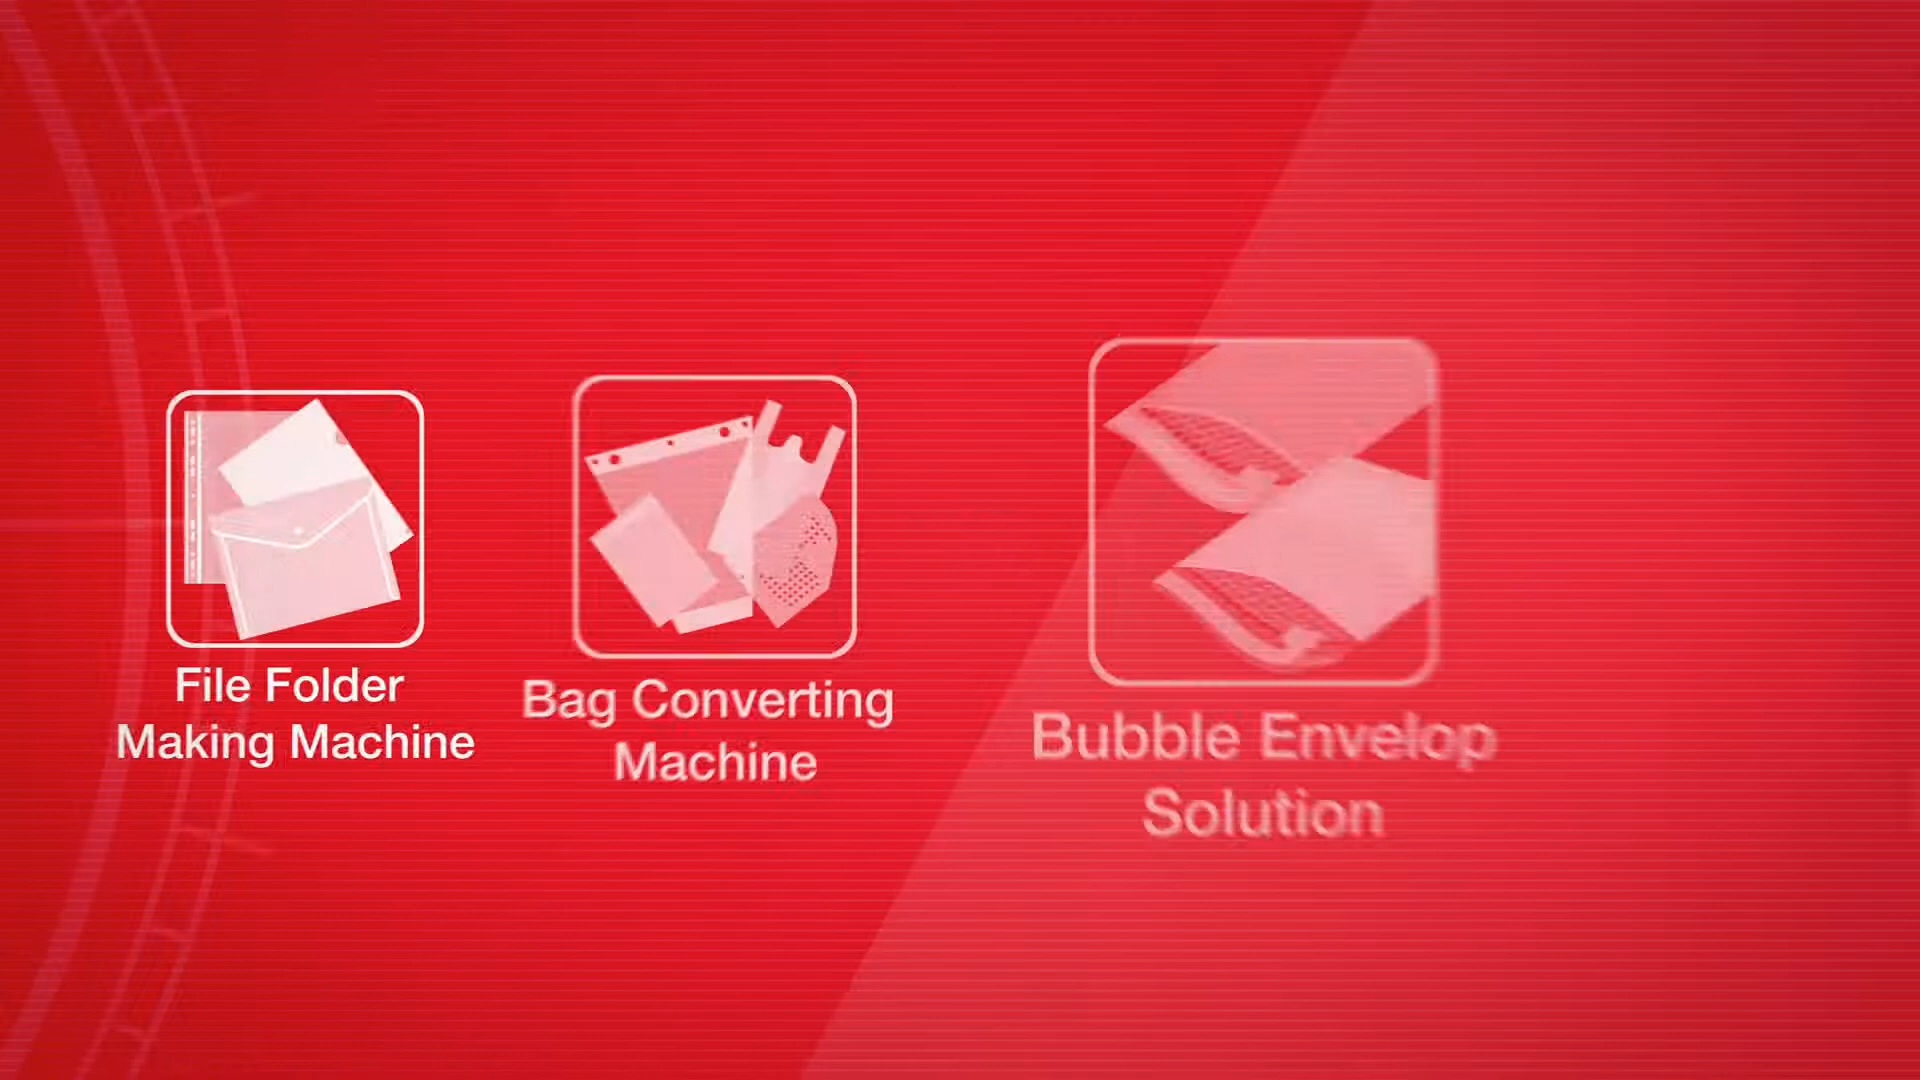 File Folder
Making Machine
Bag Converting
Machine
Bubble Envelop
Solution